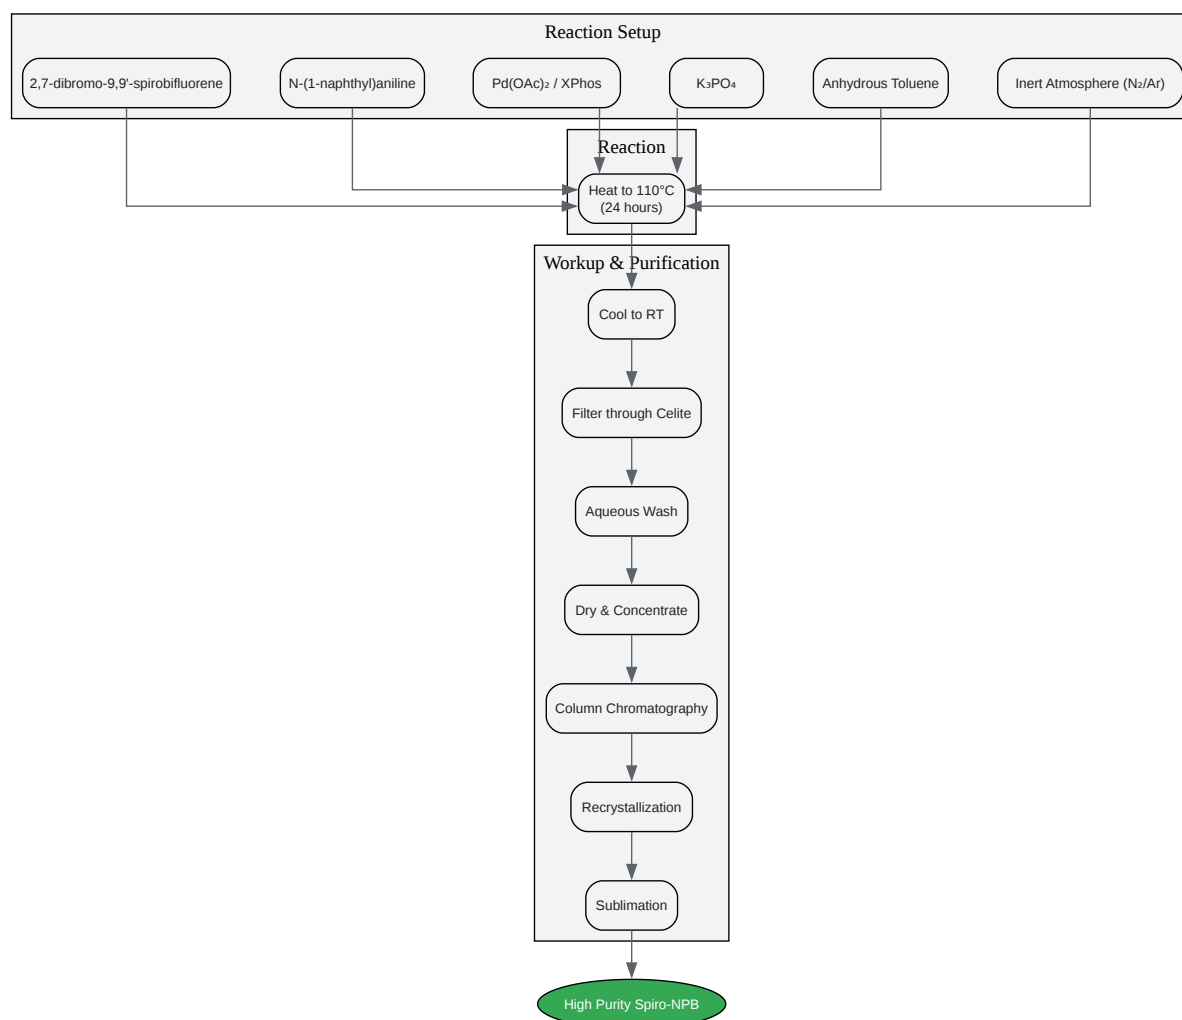 Reaction Setup
2,7-dibromo-9,9'-spirobifluorene
N-(1-naphthyl)aniline
Pd(OAc)₂ / XPhos
K₃PO₄
Anhydrous Toluene
Inert Atmosphere (N₂/Ar)
Reaction
Heat to 110°C
(24 hours)
Workup & Purification
Cool to RT
Filter through Celite
Aqueous Wash
Dry & Concentrate
Column Chromatography
Recrystallization
Sublimation
High Purity Spiro-NPB